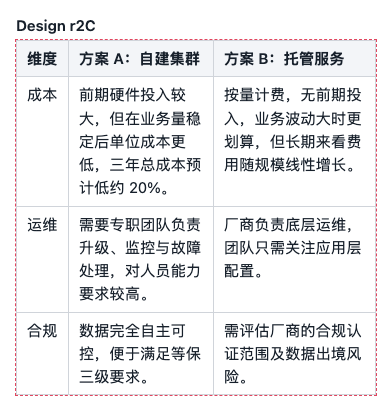 Design r2C
维度 方案 A：自建集群 方案 B：托管服务
成本 前期硬件投入较 按量计费，无前期投
大，但在业务量稳 入，业务波动大时更
定后单位成本更 划算，但长期来看费
低，三年总成本预 用随规模线性增长。
计低约 20%。
运维 需要专职团队负责 厂商负责底层运维，
升级、监控与故障 团队只需关注应用层
处理，对人员能力 配置。
要求较高。
合规 数据完全自主可 需评估厂商的合规认
控，便于满足等保 证范围及数据出境风
三级要求。 险。